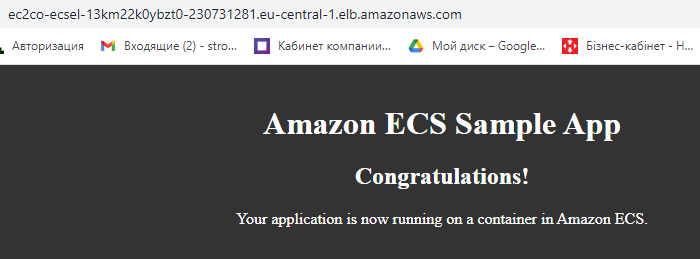 ec2co-ecsel-13km22k0ybzt0-230731281.eu-central-1.elb.amazonaws.com
Авторизация Входящие (2) - stro... Кабинет компании... Мой диск – Google... Бізнес-кабінет - Н...
Amazon ECS Sample App
Congratulations!
Your application is now running on a container in Amazon ECS.